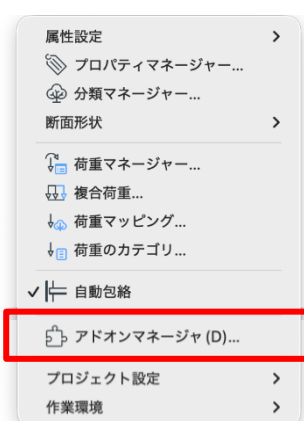 属性設定
プロパティマネージャー...
分類マネージャー...
断面形状
荷重マネージャー...
複合荷重...
荷重マッピング...
荷重のカテゴリ...
自動包絡
アドオンマネージャ (D)...
プロジェクト設定
作業環境